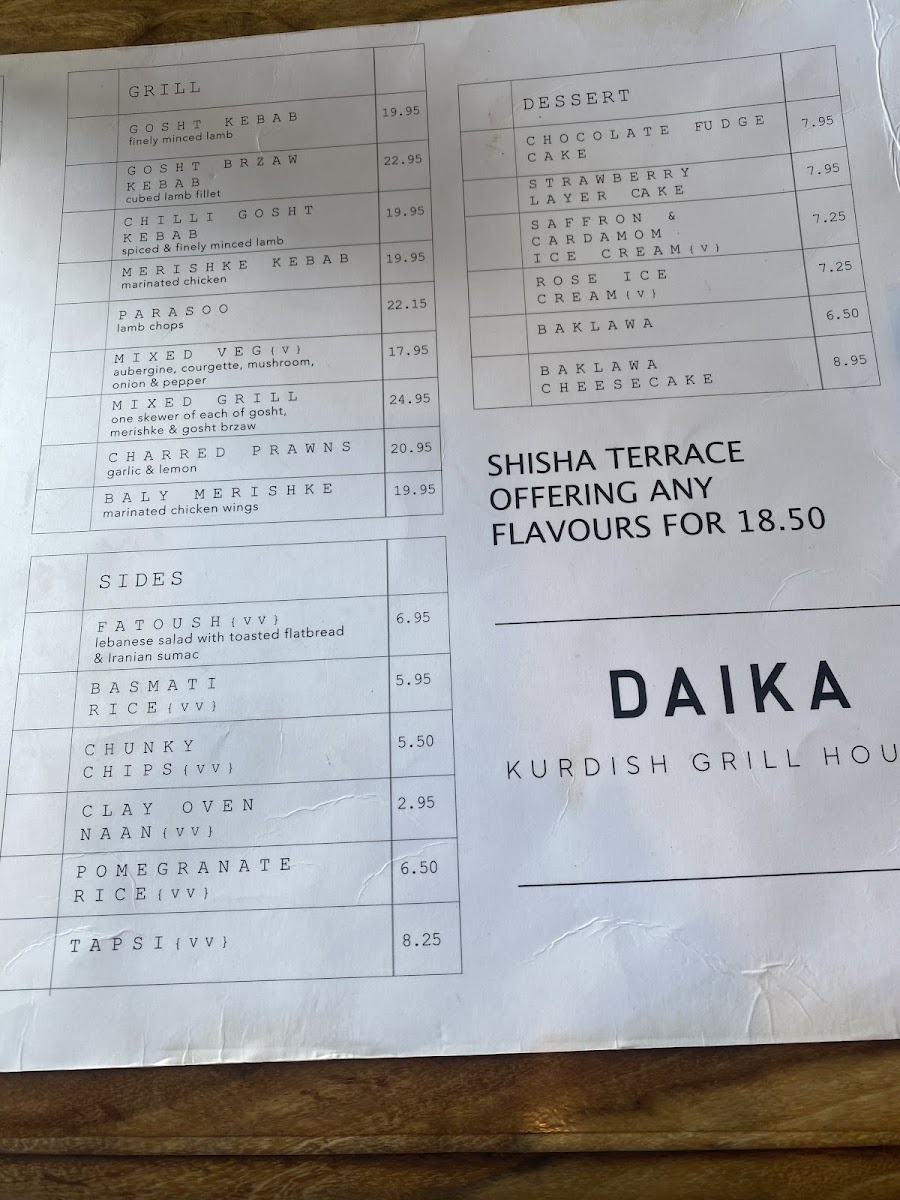 GRILL
GOSHT KEBAB 19.95
finely minced lamb
GOSHT BRZAW 22.95
KEBAB
cubed lamb fillet
CHILLI GOSHT 19.95
KEBAB
spiced & finely minced lamb
MERISHKE KEBAB 19.95
marinated chicken
PARASOO 22.15
lamb chops
MIXED VEG{V} 17.95
aubergine, courgette, mushroom,
onion & pepper
MIXED GRILL 24.95
one skewer of each of gosht,
merishke & gosht brzaw
CHARRED PRAWNS 20.95
garlic & lemon
BALY MERISHKE 19.95
marinated chicken wings
SIDES
FATOUSH{VV} 6.95
lebanese salad with toasted flatbread
& Iranian sumac
BASMATI 5.95
RICE{VV}
CHUNKY 5.50
CHIPS{VV}
CLAY OVEN 2.95
NAAN{VV}
POMEGRANATE 6.50
RICE{VV}
TAPSI{VV} 8.25
DESSERT
CHOCOLATE FUDGE 7.95
CAKE
STRAWBERRY 7.95
LAYER CAKE
SAFFRON & 7.25
CARDAMOM
ICE CREAM{V}
ROSE ICE 7.25
CREAM{V}
BAKLAWA 6.50
BAKLAWA 8.95
CHEESECAKE
SHISHA TERRACE
OFFERING ANY
FLAVOURS FOR 18.50
DAIKA
KURDISH GRILL HOU